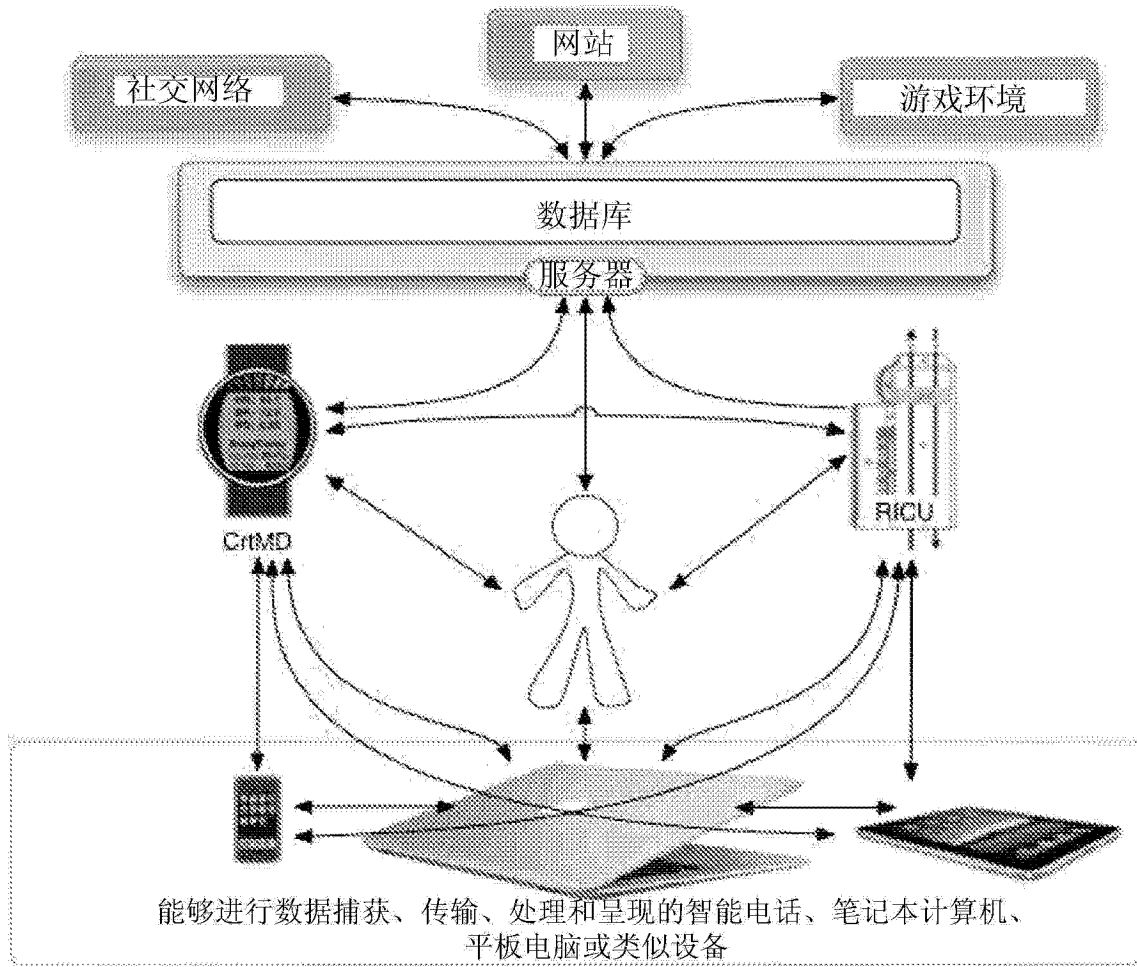 网站
社交网络
游戏环境
数据库
服务器
CrtMD
RICU
能够进行数据捕获、传输、处理和呈现的智能电话、笔记本计算机、
平板电脑或类似设备